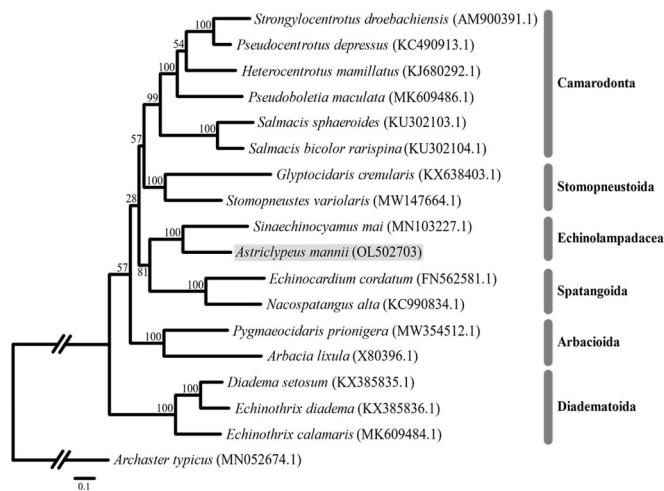 100 Strongylocentrotus droebachiensis (AM900391.1)
54 Pseudocentrotus depressus (KC490913.1)
100 Heterocentrotus mamillatus (KJ680292.1)
Camarodonta
99 Pseudoboletia maculata (MK609486.1)
100 Salmacis sphaeroides (KU302103.1)
57 Salmacis bicolor rarispina (KU302104.1)
100 Glyptocidaris crenularis (KX638403.1)
Stomopneustoida
28 Stomopneustes variolaris (MW147664.1)
100 Sinaechinocyamus mai (MN103227.1)
Echinolampadacea
Astriclypeus mannii (OL502703)
57 81 100 Echinocardium cordatum (FN562581.1)
Spatangoida
Nacospatangus alta (KC990834.1)
100 Pygmaeocidaris prionigera (MW354512.1)
Arbacioida
Arbacia lixula (X80396.1)
100 Diadema setosum (KX385835.1)
100 Echinothrix diadema (KX385836.1)
Diadematoida
Echinothrix calamaris (MK609484.1)
Archaster typicus (MN052674.1)
0.1